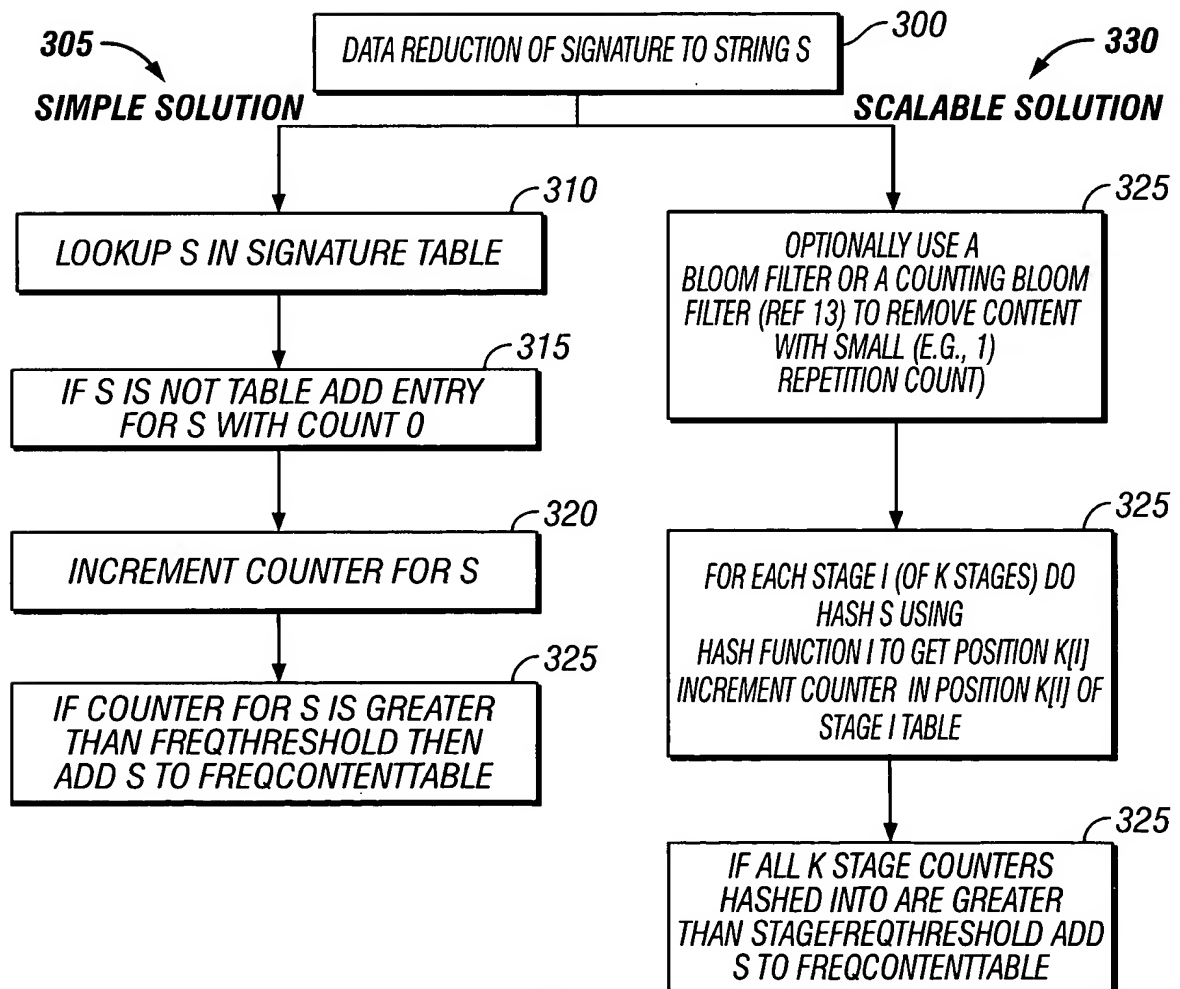 300
DATA REDUCTION OF SIGNATURE TO STRING S
305
SIMPLE SOLUTION
330
SCALABLE SOLUTION
310
LOOKUP S IN SIGNATURE TABLE
315
IF S IS NOT TABLE ADD ENTRY
FOR S WITH COUNT 0
320
INCREMENT COUNTER FOR S
325
IF COUNTER FOR S IS GREATER
THAN FREQTHRESHOLD THEN
ADD S TO FREQCONTENTTABLE
325
OPTIONALLY USE A
BLOOM FILTER OR A COUNTING BLOOM
FILTER (REF 13) TO REMOVE CONTENT
WITH SMALL (E.G., 1)
REPETITION COUNT)
325
FOR EACH STAGE I (OF K STAGES) DO
HASH S USING
HASH FUNCTION I TO GET POSITION K[I]
INCREMENT COUNTER IN POSITION K[I] OF
STAGE I TABLE
325
IF ALL K STAGE COUNTERS
HASHED INTO ARE GREATER
THAN STAGEFREQTHRESHOLD ADD
S TO FREQCONTENTTABLE